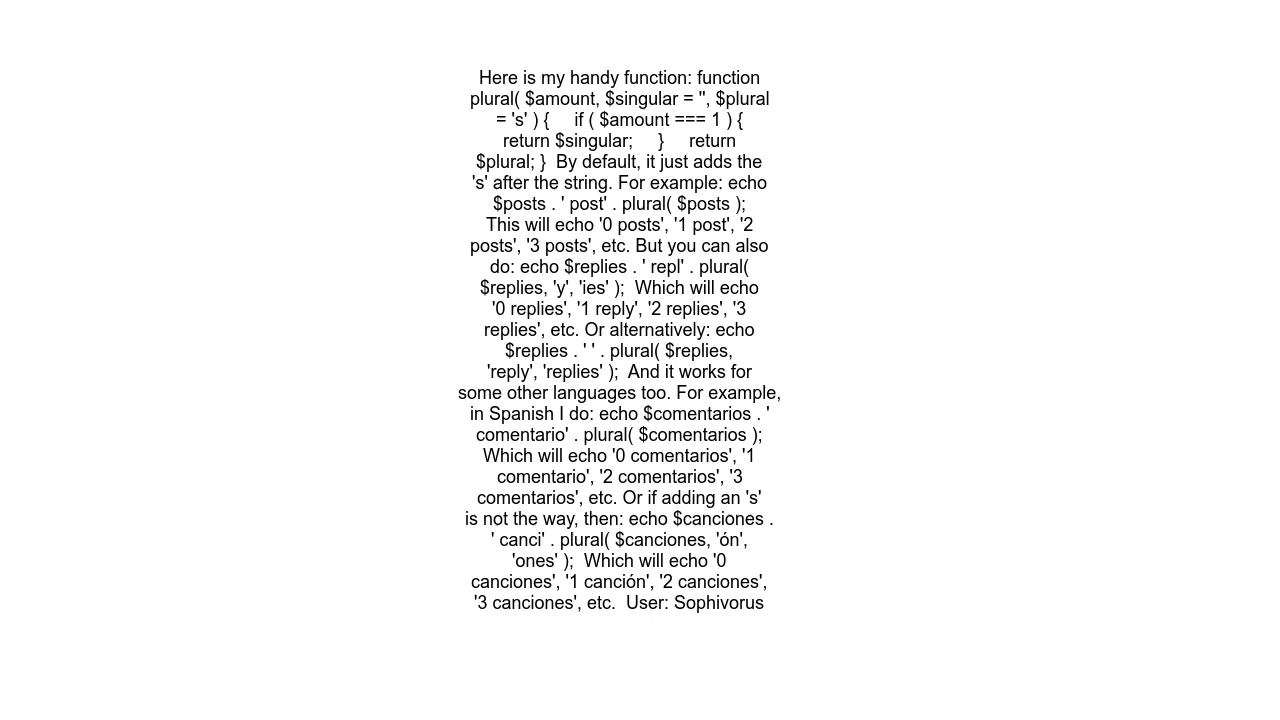 Here is my handy function: function
plural( $amount, $singular = '', $plural
= 's' ) {     if ( $amount === 1 ) {
return $singular;     }     return
$plural; }  By default, it just adds the
's' after the string. For example: echo
$posts . ' post' . plural( $posts );
This will echo '0 posts', '1 post', '2
posts', '3 posts', etc. But you can also
do: echo $replies . ' repl' . plural(
$replies, 'y', 'ies' );  Which will echo
'0 replies', '1 reply', '2 replies', '3
replies', etc. Or alternatively: echo
$replies . ' ' . plural( $replies,
'reply', 'replies' );  And it works for
some other languages too. For example,
in Spanish I do: echo $comentarios . '
comentario' . plural( $comentarios );
Which will echo '0 comentarios', '1
comentario', '2 comentarios', '3
comentarios', etc. Or if adding an 's'
is not the way, then: echo $canciones .
' canci' . plural( $canciones, 'ón',
'ones' );  Which will echo '0
canciones', '1 canción', '2 canciones',
'3 canciones', etc.  User: Sophivorus